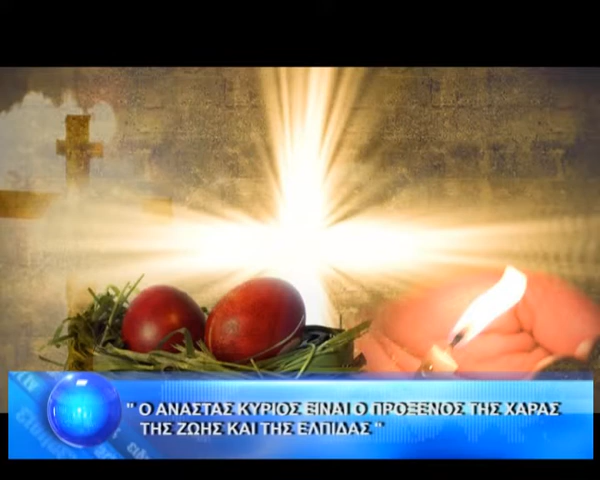 " Ο ΑΝΑΣΤΑΣ ΚΥΡΙΟΣ ΕΙΝΑΙ Ο ΠΡΟΞΕΝΟΣ ΤΗΣ ΧΑΡΑΣ
ΤΗΣ ΖΩΗΣ ΚΑΙ ΤΗΣ ΕΛΠΙΔΑΣ "